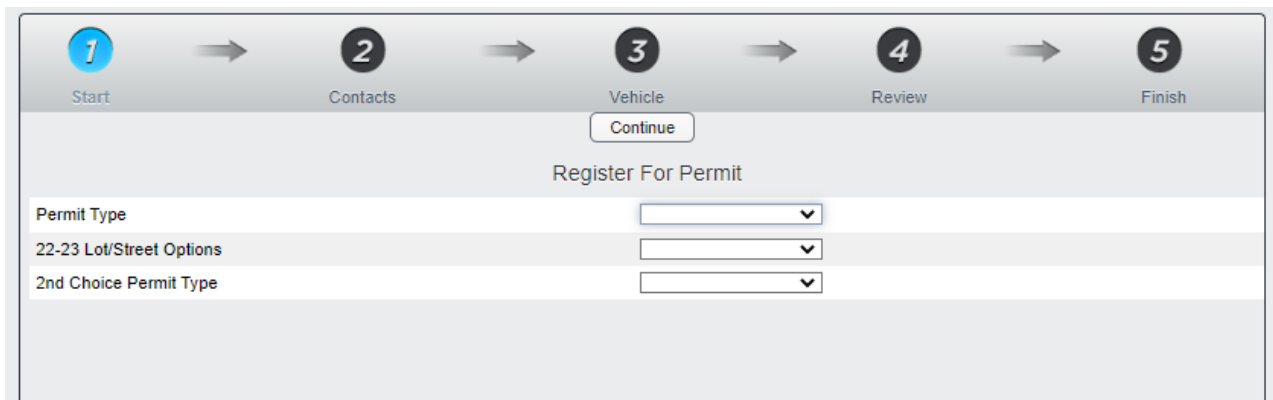 1 2 3 4 5
Start Contacts Vehicle Review Finish
Continue
Register For Permit
Permit Type
22-23 Lot/Street Options
2nd Choice Permit Type